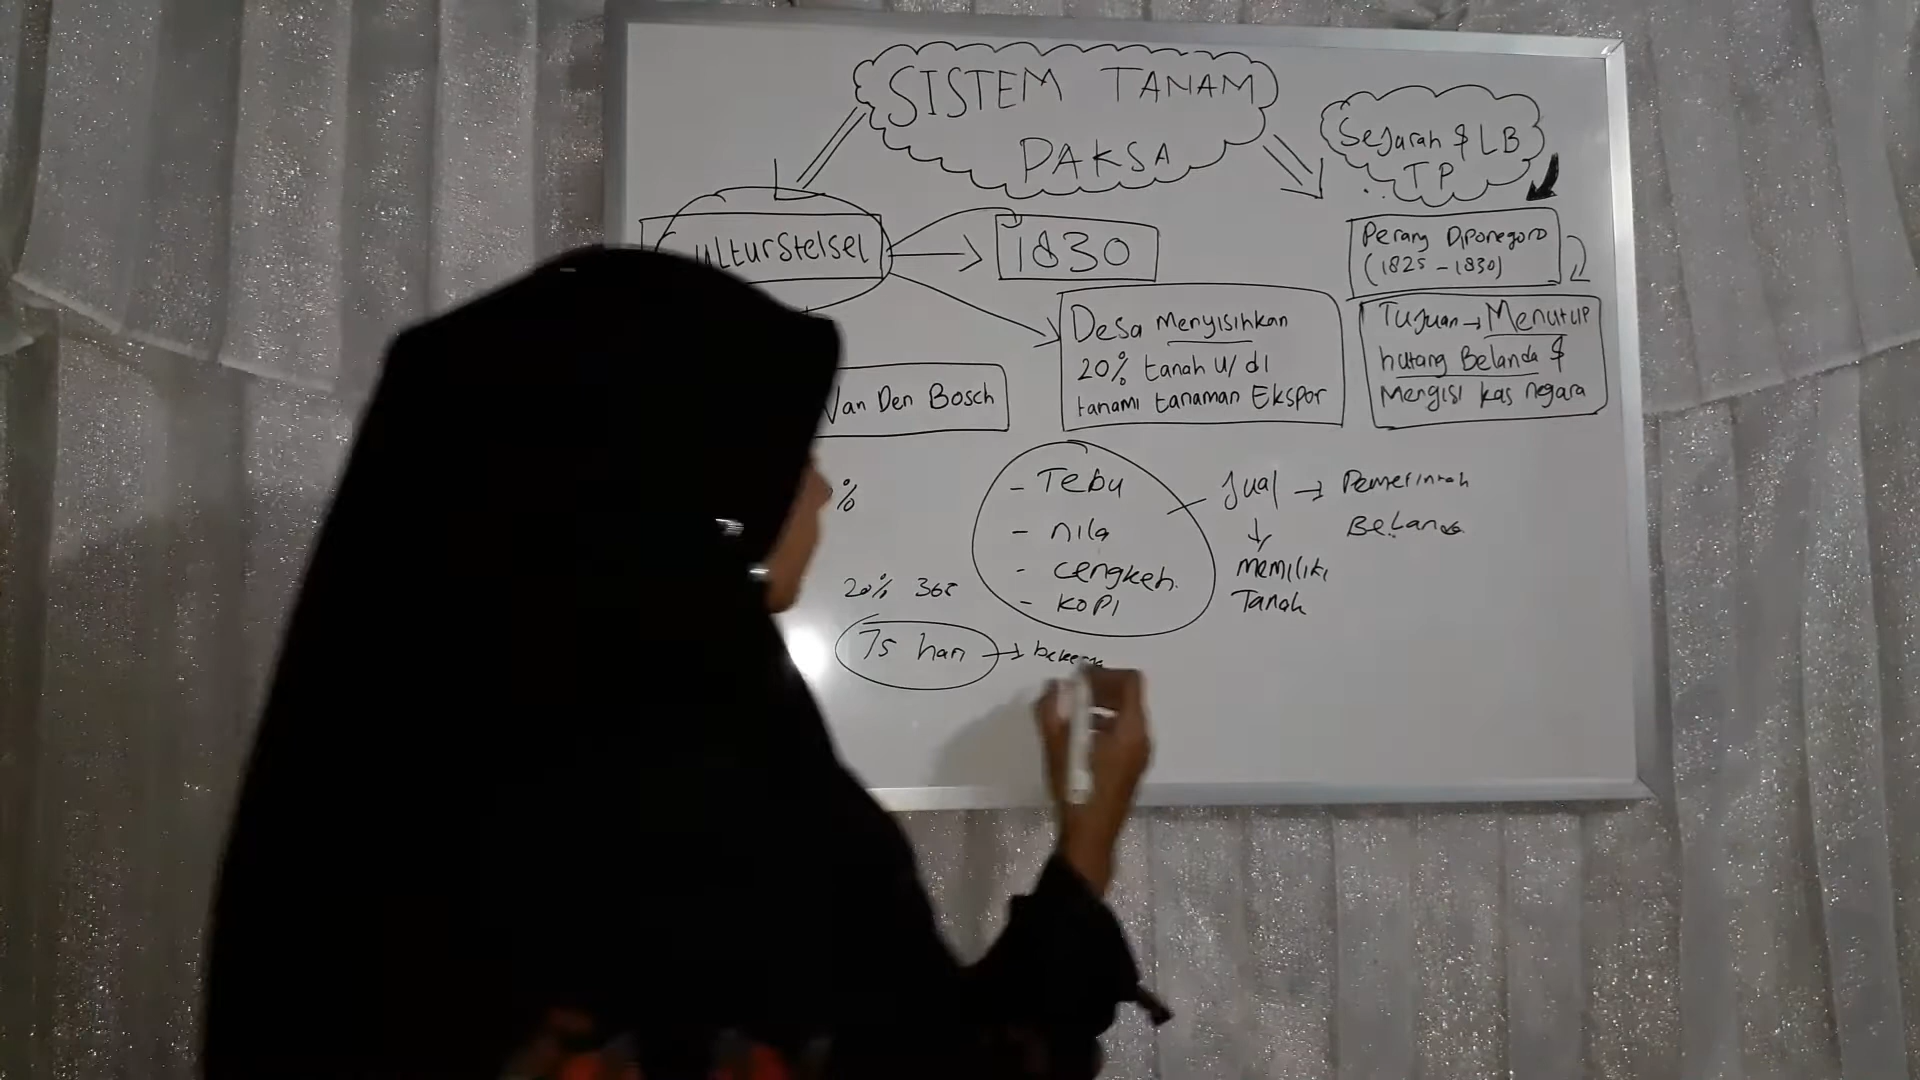 SISTEM TANAM
PAKSA
Sejarah & LB
TP
ulturstelsel
1830
Perang Diponegoro
(1825 - 1830)
Desa Menyisihkan
20% tanah u/ di
tanami tanaman Ekspor
Tujuan → Menutup
hutang Belanda &
Mengisi kas negara
Van Den Bosch
%
- Tebu
- nila
- cengkeh
- kopi
Jual → Pemerintah
Belanda
memiliki
Tanah
20% 365
75 hari →